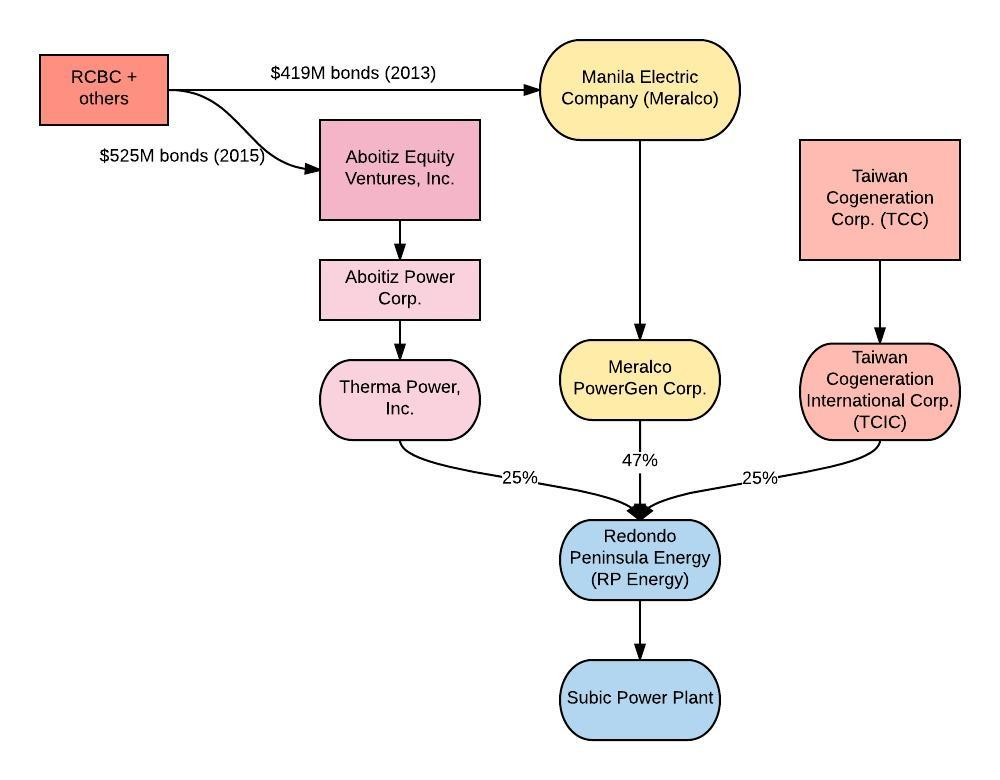 RCBC +
others
$419M bonds (2013)
Manila Electric
Company (Meralco)
$525M bonds (2015)
Aboitiz Equity
Ventures, Inc.
Taiwan
Cogeneration
Corp. (TCC)
Aboitiz Power
Corp.
Therma Power,
Inc.
Meralco
PowerGen Corp.
Taiwan
Cogeneration
International Corp.
(TCIC)
25%
47%
25%
Redondo
Peninsula Energy
(RP Energy)
Subic Power Plant